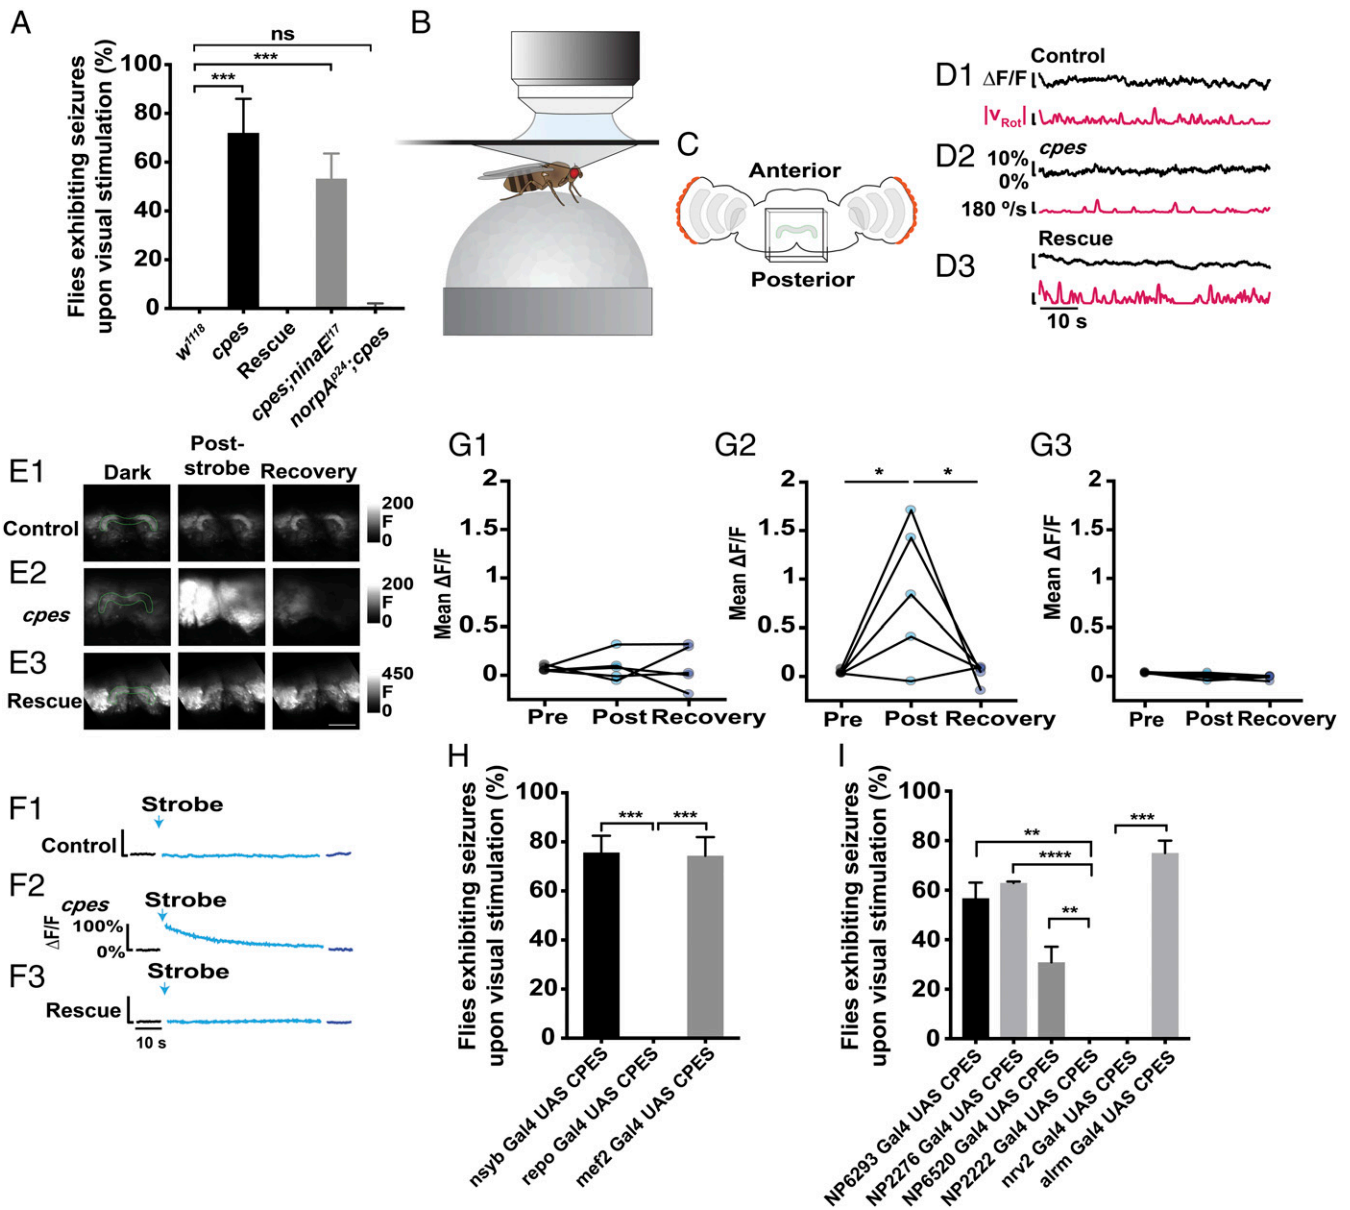 A
Flies exhibiting seizures
upon visual stimulation (%)
100
80
60
40
20
0
ns
***
***
w1118
cpes
Rescue
cpes;ninaEI17
norpAp24;cpes
B
C
Anterior
Posterior
D1
Control
ΔF/F
|vRot|
D2
cpes
10%
0%
180 º/s
D3
Rescue
10 s
E1
Dark
Post-
strobe
Recovery
Control
200
F
0
E2
cpes
200
F
0
E3
Rescue
450
F
0
F1
Strobe
Control
F2
cpes
Strobe
ΔF/F
100%
0%
F3
Strobe
Rescue
10 s
G1
Mean ΔF/F
2
1.5
1
0.5
0
Pre
Post
Recovery
G2
Mean ΔF/F
2
1.5
1
0.5
0
*
*
Pre
Post
Recovery
G3
Mean ΔF/F
2
1.5
1
0.5
0
Pre
Post
Recovery
H
Flies exhibiting seizures
upon visual stimulation (%)
100
80
60
40
20
0
***
***
nsyb Gal4 UAS CPES
repo Gal4 UAS CPES
mef2 Gal4 UAS CPES
I
Flies exhibiting seizures
upon visual stimulation (%)
100
80
60
40
20
0
**
****
**
***
NP6293 Gal4 UAS CPES
NP2276 Gal4 UAS CPES
NP6520 Gal4 UAS CPES
NP2222 Gal4 UAS CPES
nrv2 Gal4 UAS CPES
alrm Gal4 UAS CPES